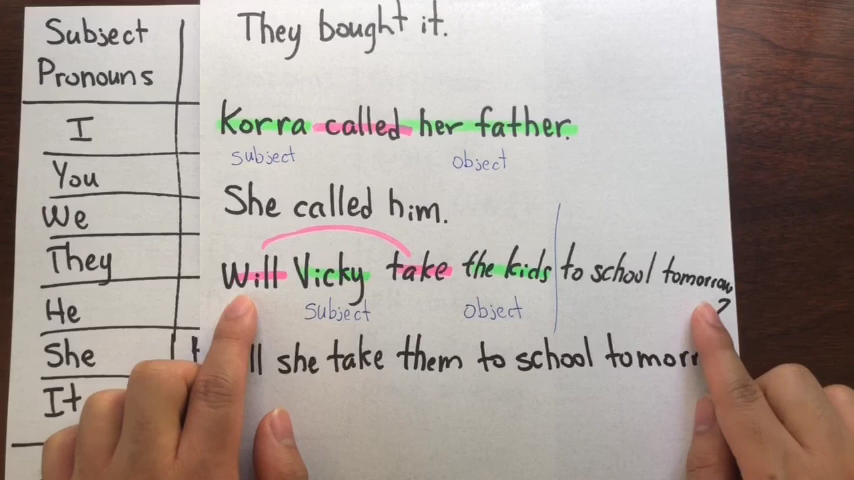 Subject
Pronouns
I
You
We
They
He
She
It
They bought it.
Korra called her father.
subject object
She called him.
Will Vicky take the kids to school tomorrow?
Subject object
she take them to school